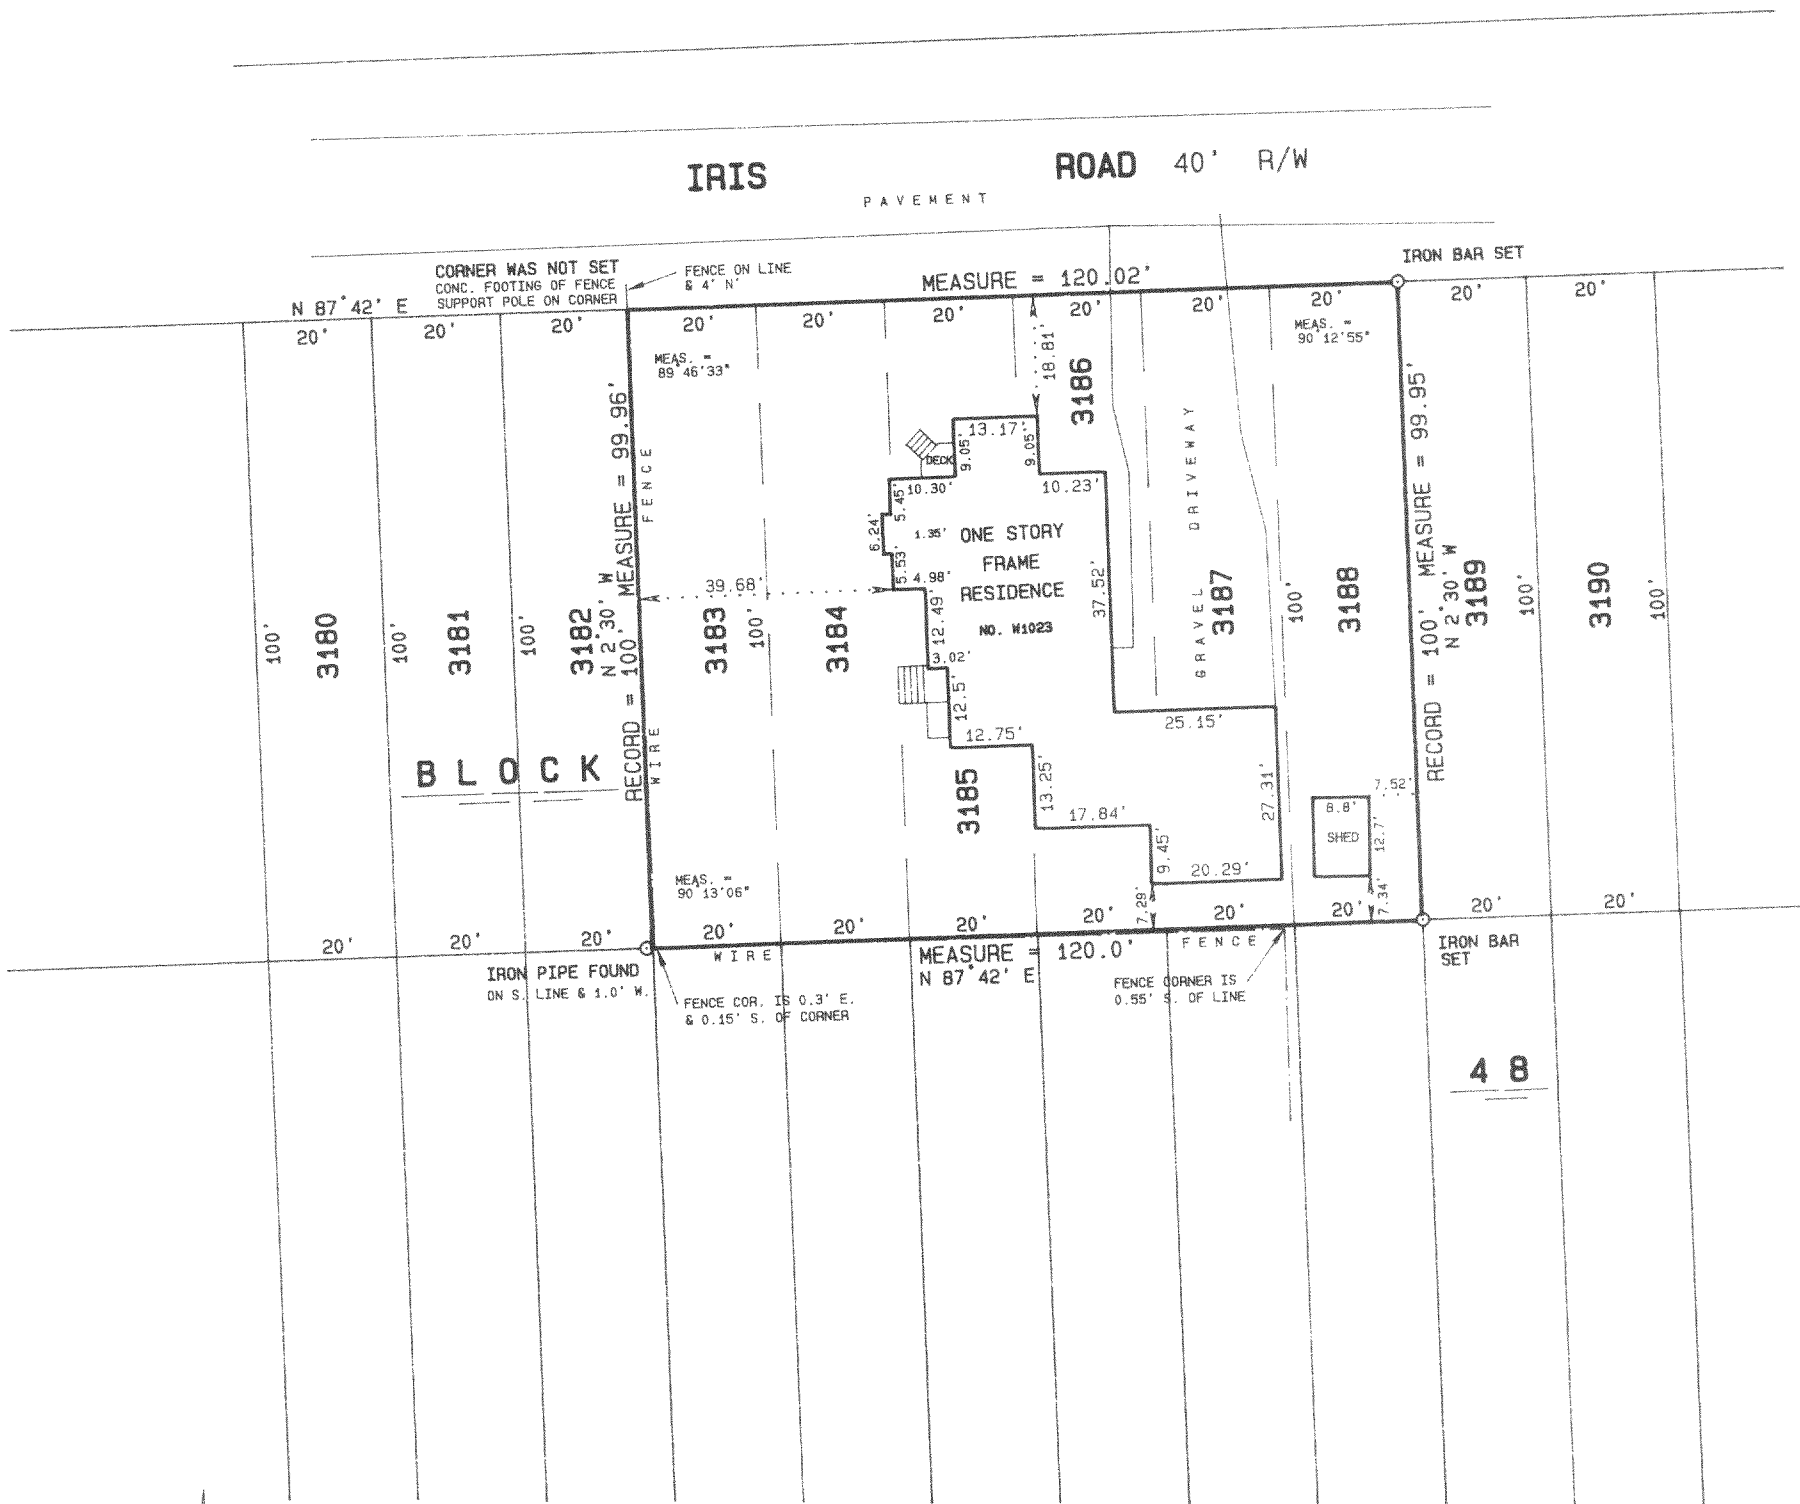 IRIS ROAD 40' R/W
PAVEMENT
CORNER WAS NOT SET
CONC. FOOTING OF FENCE
SUPPORT POLE ON CORNER
FENCE ON LINE
& 4' N'
MEASURE = 120.02'
IRON BAR SET
N 87°42' E
20'
20'
20'
20'
20'
20'
20'
20'
20'
20'
20'
MEAS. =
89°46'33"
MEAS. =
90°12'55"
18.81'
3186
RECORD = 100' MEASURE = 99.96'
N 2°30' W
FENCE
WIRE
13.17'
9.05'
9.05'
DECK
10.30'
10.23'
5.45'
6.24'
1.35'
5.53'
4.98'
ONE STORY
FRAME
RESIDENCE
NO. W1023
39.68'
12.49'
3.02'
12.5'
12.75'
37.52'
GRAVEL DRIVEWAY
25.15'
13.25'
17.84'
9.45'
20.29'
27.31'
7.29'
100'
3180
100'
3181
100'
3182
3183
100'
3184
3185
3187
100'
3188
RECORD = 100' MEASURE = 99.95'
N 2°30' W
3189
100'
3190
100'
7.52'
8.8'
SHED
12.7'
7.34'
BLOCK
MEAS. =
90°13'06"
20'
20'
20'
20'
20'
20'
20'
20'
20'
20'
20'
WIRE
MEASURE = 120.0'
N 87°42' E
FENCE
IRON BAR
SET
IRON PIPE FOUND
ON S. LINE & 1.0' W.
FENCE COR. IS 0.3' E.
& 0.15' S. OF CORNER
FENCE CORNER IS
0.55' S. OF LINE
48